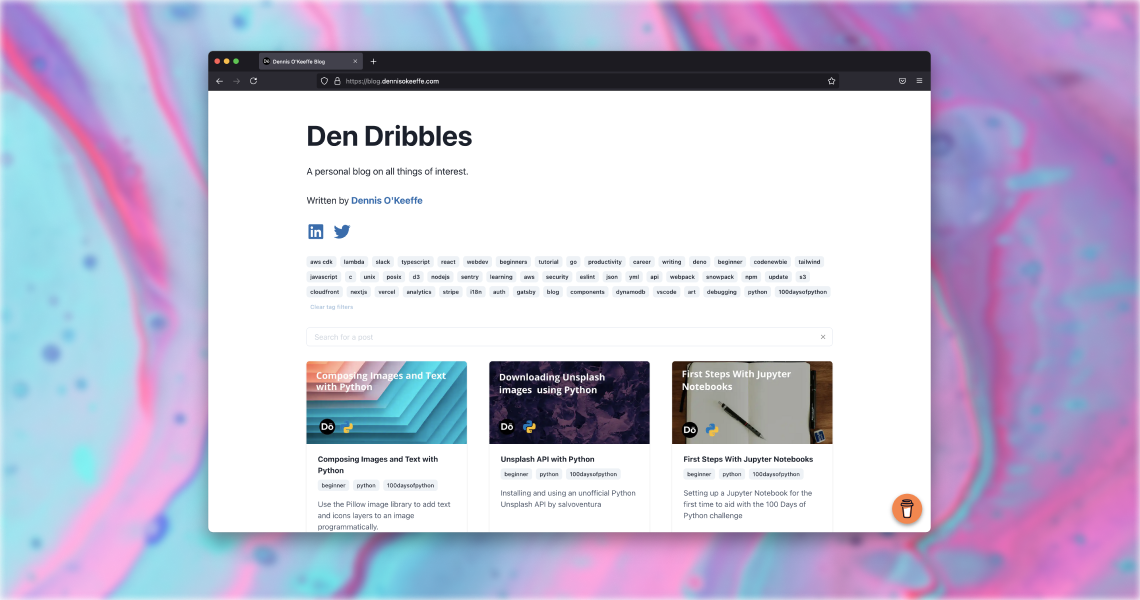 Dō Dennis O'Keeffe Blog
https://blog.dennisokeeffe.com
Den Dribbles
A personal blog on all things of interest.
Written by Dennis O'Keeffe
in
aws cdk lambda slack typescript react webdev beginners tutorial go productivity career writing deno beginner codenewbie tailwind
javascript c unix posix d3 nodejs sentry learning aws security eslint json yml api webpack snowpack npm update s3
cloudfront nextjs vercel analytics stripe i18n auth gatsby blog components dynamodb vscode art debugging python 100daysofpython
Clear tag filters
Search for a post
Composing Images and Text
with Python
Dō
Composing Images and Text with
Python
beginner python 100daysofpython
Use the Pillow image library to add text
and icons layers to an image
programmatically.
Downloading Unsplash
images using Python
Dō
Unsplash API with Python
beginner python 100daysofpython
Installing and using an unofficial Python
Unsplash API by salvoventura
First Steps With Jupyter
Notebooks
Dō
First Steps With Jupyter Notebooks
beginner python 100daysofpython
Setting up a Jupyter Notebook for the
first time to aid with the 100 Days of
Python challenge